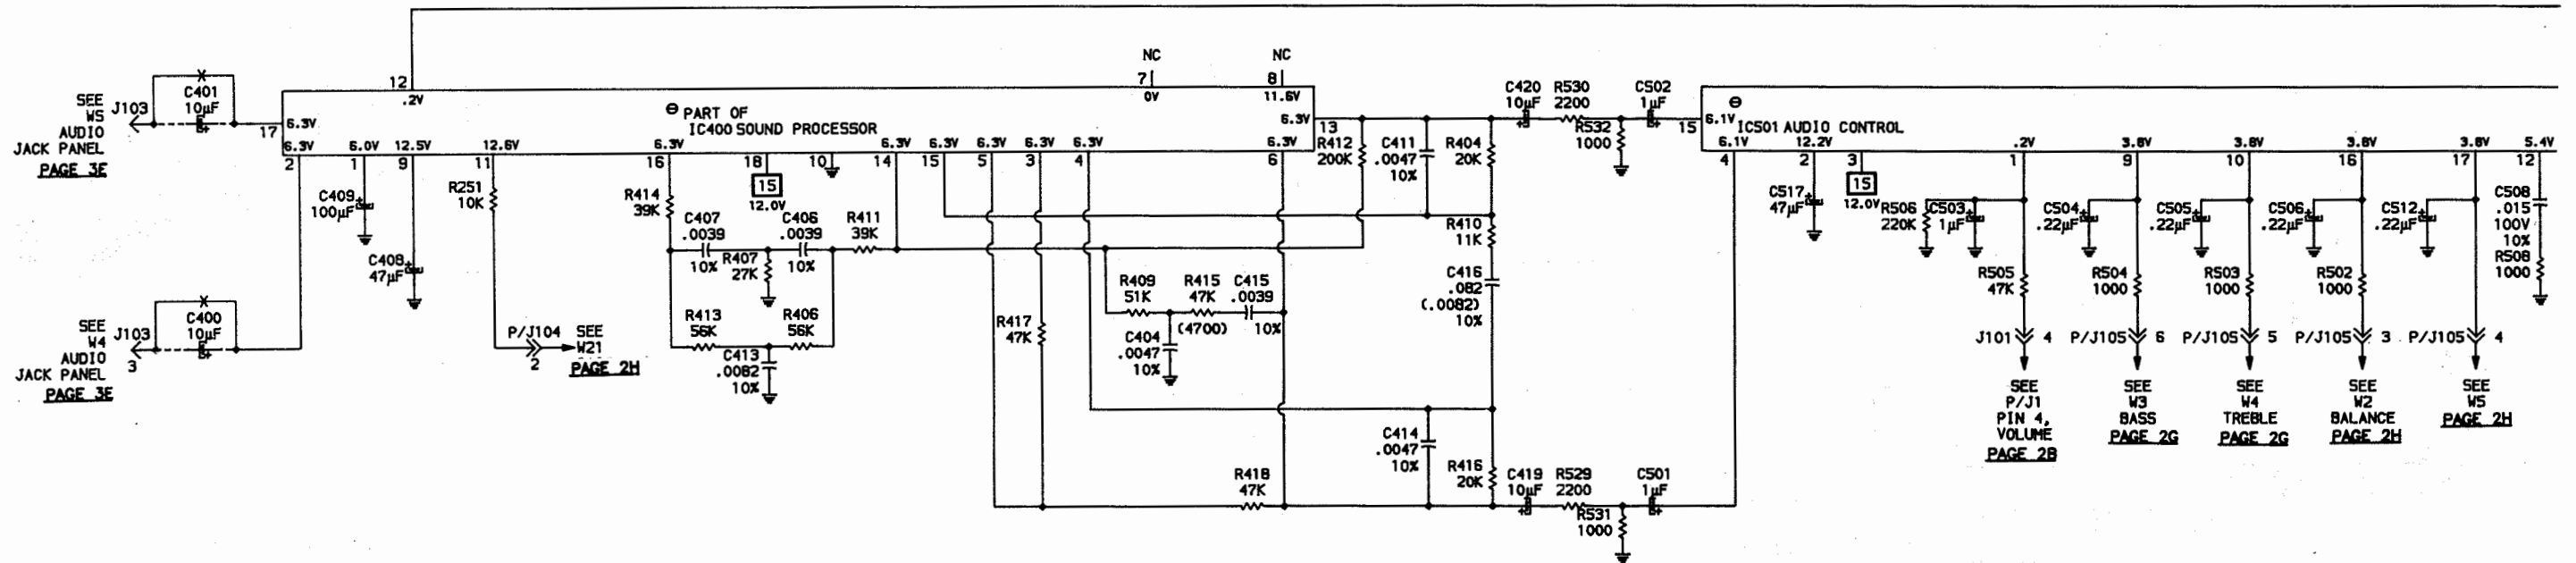 SEE
W5
AUDIO
JACK PANEL
PAGE 3E
J103
C401
10µF
17
12
.2V
6.3V
⊖ PART OF
IC400 SOUND PROCESSOR
NC
7
0V
NC
8
11.6V
6.3V
13
6.3V
2
6.0V
1
12.5V
9
12.6V
11
6.3V
16
18
10
6.3V
14
6.3V
15
6.3V
5
6.3V
3
6.3V
4
6.3V
6
1S
12.0V
C409
100µF
C408
47µF
R251
10K
P/J104
2
SEE
W21
PAGE 2H
SEE
W4
AUDIO
JACK PANEL
PAGE 3E
J103
3
C400
10µF
R414
39K
C407
.0039
10%
R407
27K
C406
.0039
10%
R411
39K
R413
56K
R406
56K
C413
.0082
10%
R409
51K
R415
47K
(4700)
C415
.0039
10%
C404
.0047
10%
R417
47K
R418
47K
R412
200K
C411
.0047
10%
R404
20K
R410
11K
C416
.082
(.0082)
10%
C414
.0047
10%
R416
20K
C420
10µF
R530
2200
R532
1000
C502
1µF
15
C419
10µF
R529
2200
R531
1000
C501
1µF
⊖
6.1V
IC501 AUDIO CONTROL
6.1V
4
12.2V
2
3
.2V
1
3.8V
9
3.8V
10
3.8V
16
3.8V
17
5.4V
12
C517
47µF
1S
12.0V
R506
220K
C503
1µF
C504
.22µF
C505
.22µF
C506
.22µF
C512
.22µF
C508
.015
100V
10%
R508
1000
R505
47K
R504
1000
R503
1000
R502
1000
J101
4
P/J105
6
P/J105
5
P/J105
3
P/J105
4
SEE
P/J1
PIN 4,
VOLUME
PAGE 2B
SEE
W3
BASS
PAGE 2G
SEE
W4
TREBLE
PAGE 2G
SEE
W2
BALANCE
PAGE 2H
SEE
W5
PAGE 2H